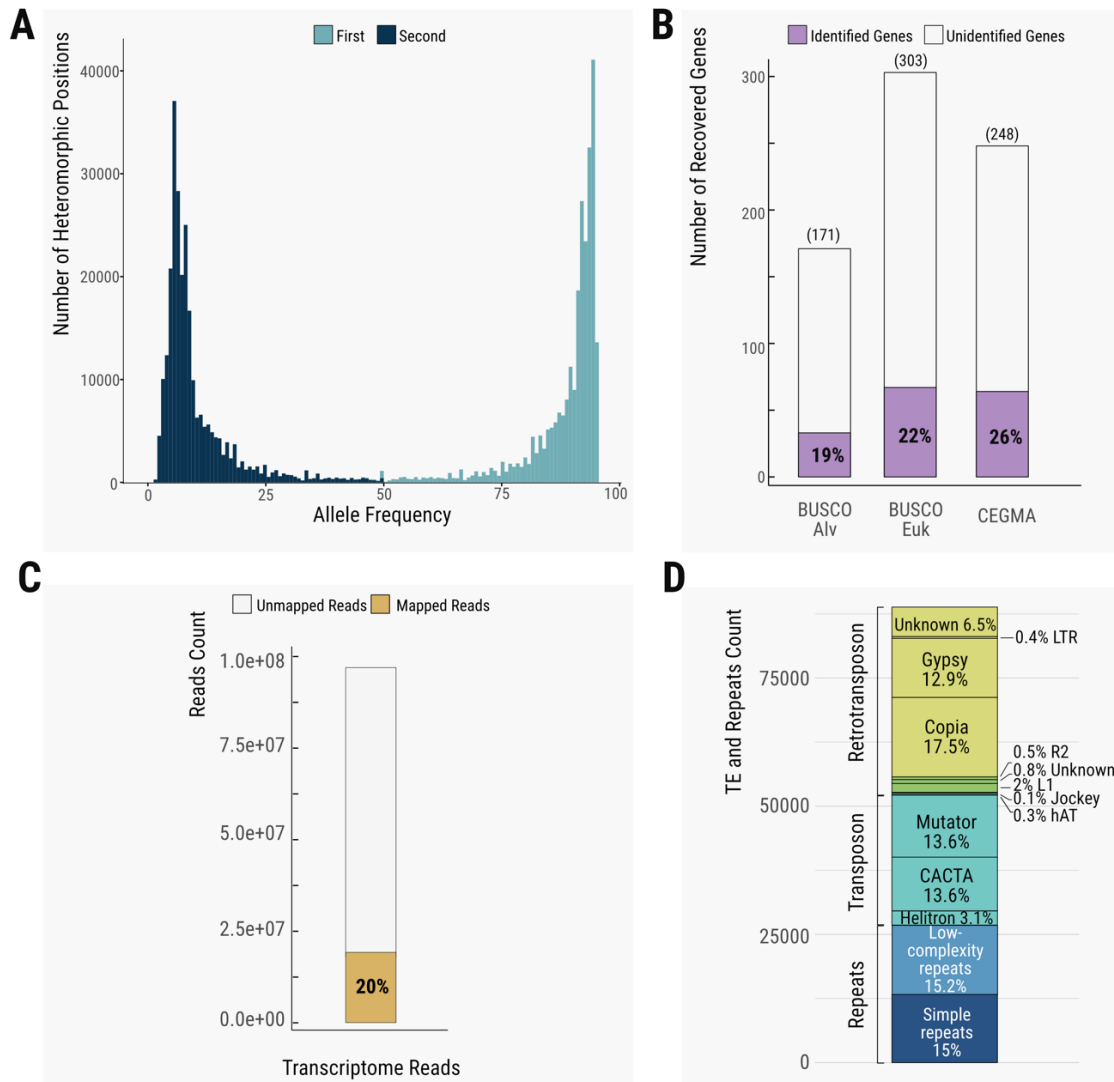 A
First Second
Number of Heteromorphic Positions
40000
30000
20000
10000
0
0 25 50 75 100
Allele Frequency
B
Identified Genes Unidentified Genes
Number of Recovered Genes
300
200
100
0
(171)
(303)
(248)
19%
22%
26%
BUSCO
Alv
BUSCO
Euk
CEGMA
C
Unmapped Reads Mapped Reads
Reads Count
1.0e+08
7.5e+07
5.0e+07
2.5e+07
0.0e+00
20%
Transcriptome Reads
D
TE and Repeats Count
75000
50000
25000
0
Retrotransposon
Transposon
Repeats
Unknown 6.5%
0.4% LTR
Gypsy
12.9%
Copia
17.5%
0.5% R2
0.8% Unknown
2% L1
0.1% Jockey
0.3% hAT
Mutator
13.6%
CACTA
13.6%
Helitron 3.1%
Low-
complexity
repeats
15.2%
Simple
repeats
15%